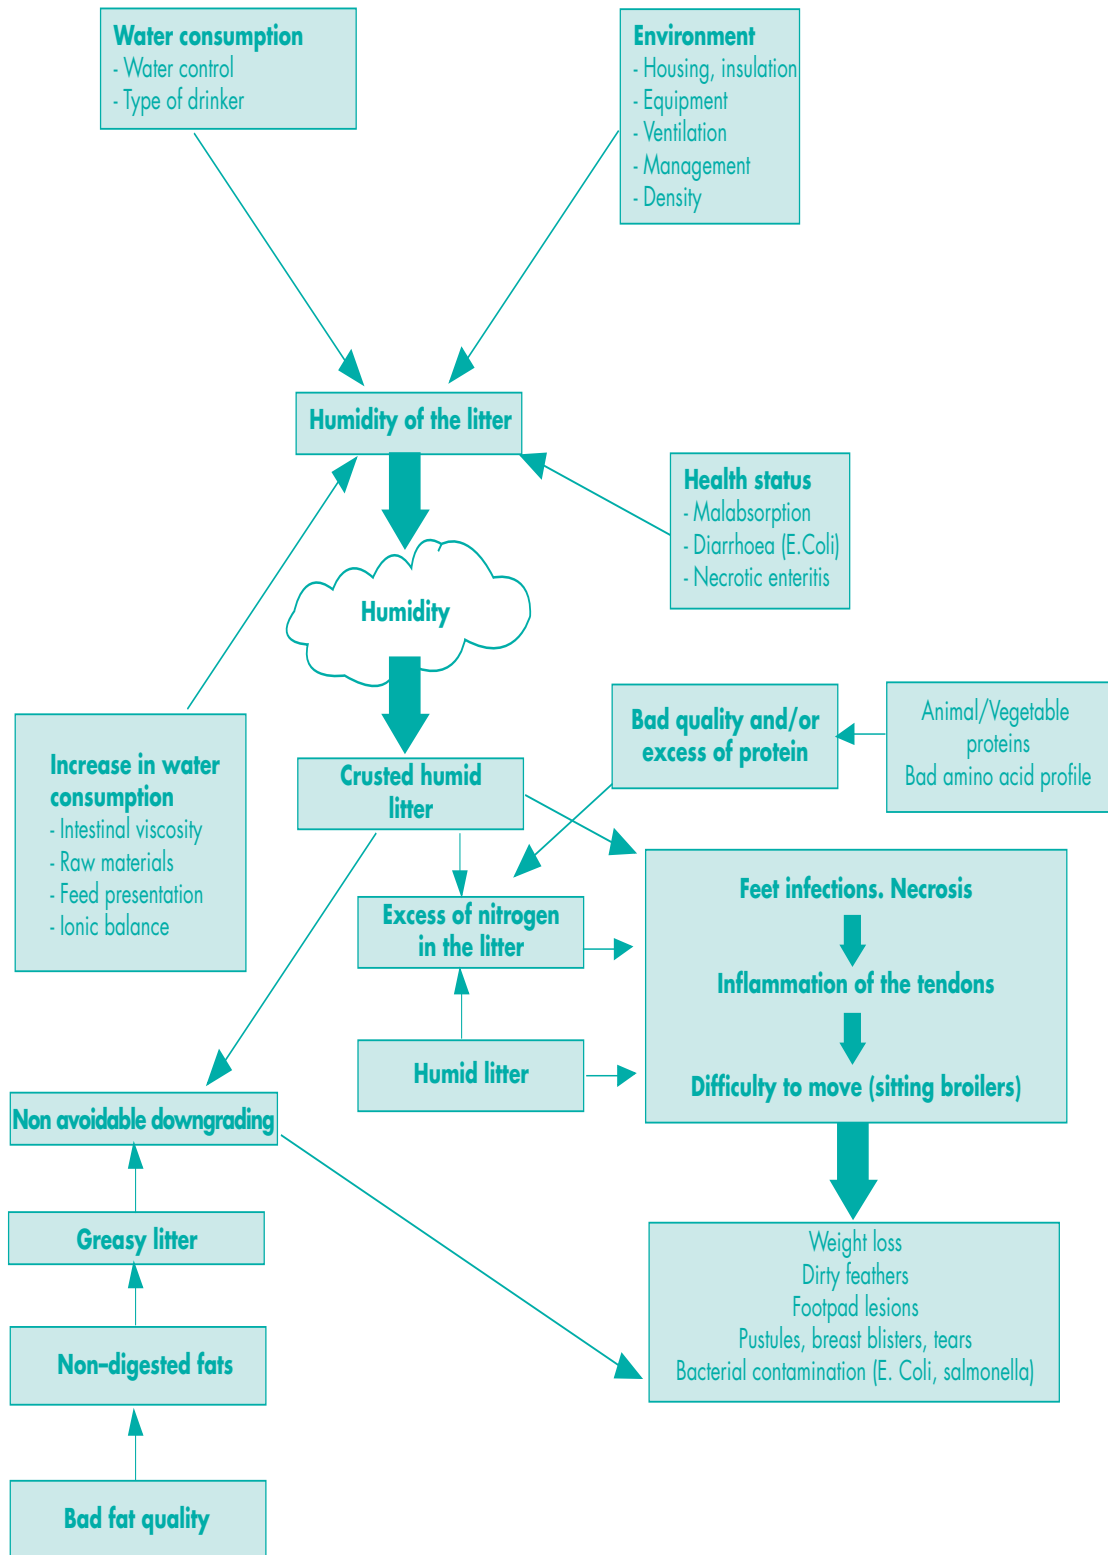 Water consumption
- Water control
- Type of drinker
Environment
- Housing, insulation
- Equipment
- Ventilation
- Management
- Density
Humidity of the litter
Health status
- Malabsorption
- Diarrhoea (E.Coli)
- Necrotic enteritis
Humidity
Increase in water
consumption
- Intestinal viscosity
- Raw materials
- Feed presentation
- Ionic balance
Crusted humid
litter
Bad quality and/or
excess of protein
Animal/Vegetable
proteins
Bad amino acid profile
Excess of nitrogen
in the litter
Humid litter
Feet infections. Necrosis
Inflammation of the tendons
Difficulty to move (sitting broilers)
Non avoidable downgrading
Greasy litter
Non-digested fats
Bad fat quality
Weight loss
Dirty feathers
Footpad lesions
Pustules, breast blisters, tears
Bacterial contamination (E. Coli, salmonella)